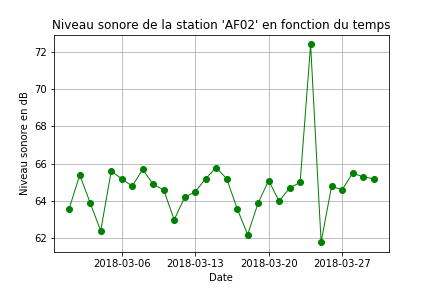 Niveau sonore de la station 'AF02' en fonction du temps
72
70
68
66
64
62
Niveau sonore en dB
2018-03-06 2018-03-13 2018-03-20 2018-03-27
Date